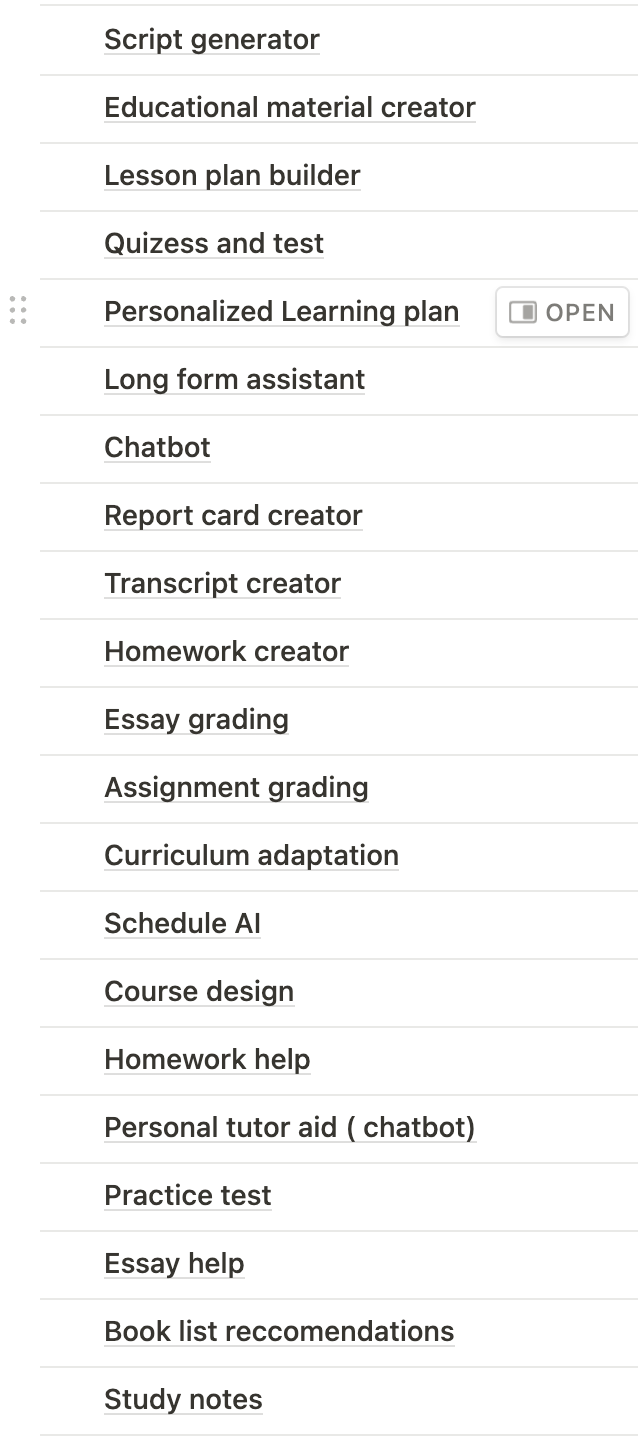 Script generator
Educational material creator
Lesson plan builder
Quizess and test
Personalized Learning plan OPEN
Long form assistant
Chatbot
Report card creator
Transcript creator
Homework creator
Essay grading
Assignment grading
Curriculum adaptation
Schedule AI
Course design
Homework help
Personal tutor aid ( chatbot)
Practice test
Essay help
Book list reccomendations
Study notes